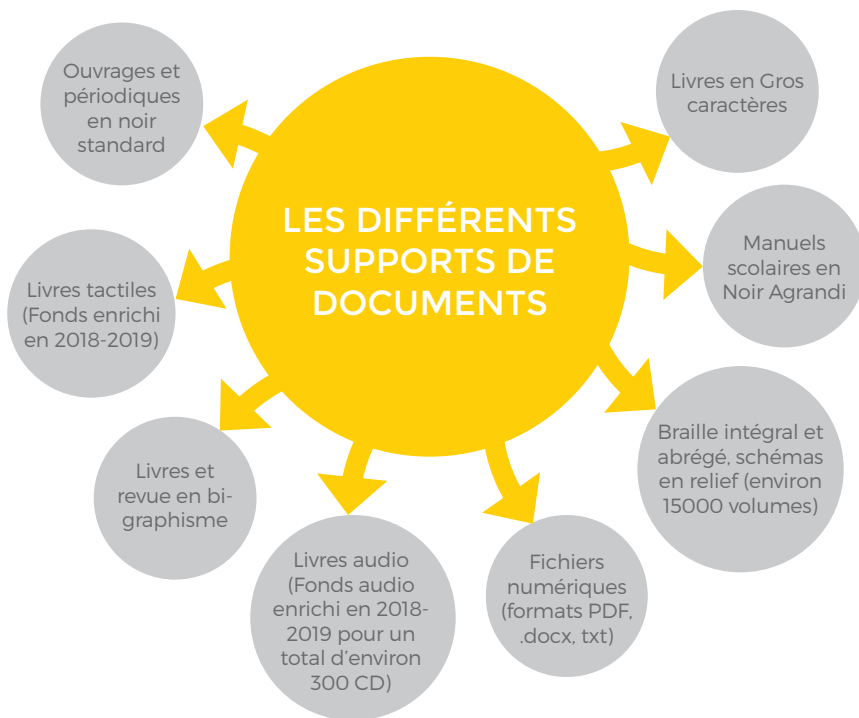 LES DIFFÉRENTS
SUPPORTS DE
DOCUMENTS
Ouvrages et
périodiques
en noir
standard
Livres tactiles
(Fonds enrichi
en 2018-2019)
Livres et
revue en bi-
graphisme
Livres audio
(Fonds audio
enrichi en 2018-
2019 pour un
total d’environ
300 CD)
Fichiers
numériques
(formats PDF,
.docx, txt)
Braille intégral et
abrégé, schémas
en relief (environ
15000 volumes)
Manuels
scolaires en
Noir Agrandi
Livres en Gros
caractères